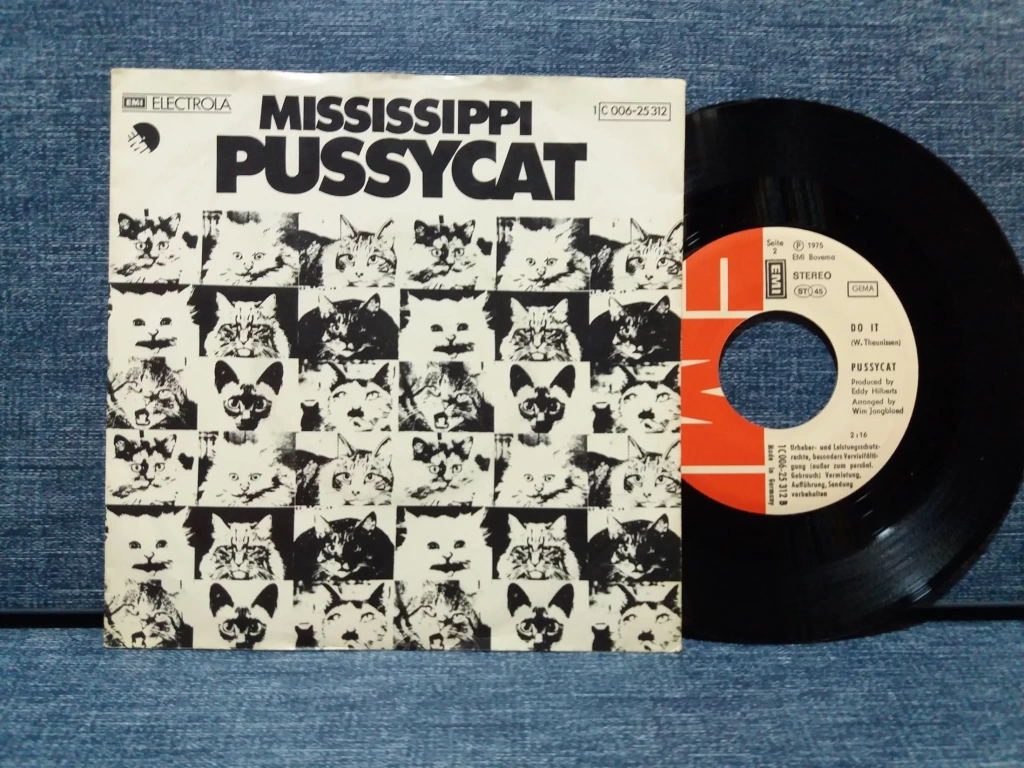 EMI ELECTROLA
EMI
MISSISSIPPI
PUSSYCAT
1C 006-25 312
EMI
Seite
2
EMI
℗ 1975
EMI Bovema
STEREO
ST 45
GEMA
DO IT
(W. Theunissen)
PUSSYCAT
Produced by
Eddy Hilberts
Arranged by
Wim Jongbloed
2:16
Urheber- und Leistungsschutz-
rechte, besonders Vervielfälti-
gung (außer zum persönl.
Gebrauch) Vermietung,
Aufführung, Sendung
vorbehalten
1C 006-25 312 B
Made in Germany